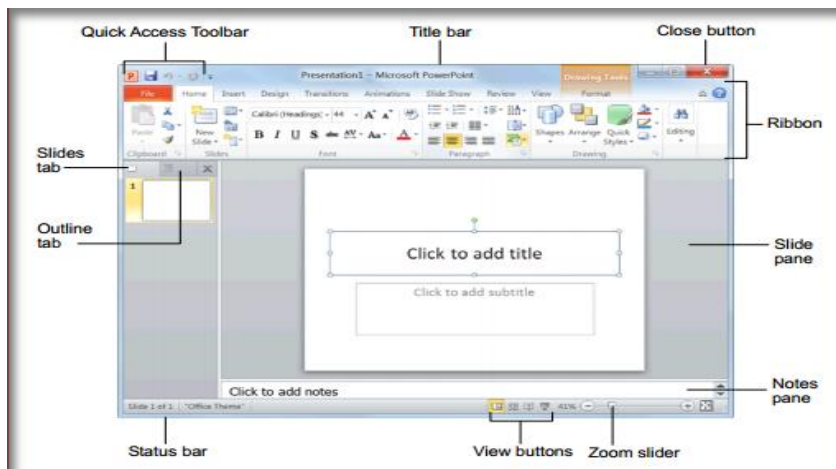 Quick Access Toolbar Title bar Close button
Presentation1 - Microsoft PowerPoint Drawing Tools
File Home Insert Design Transitions Animations Slide Show Review View Format
Calibri (Headings) 44 A A
Paste New Slide B I U S abc AV Aa A Shapes Arrange Quick Styles Editing
Clipboard Slides Font Paragraph Drawing
Ribbon
Slides tab
1
Outline tab
Click to add title
Click to add subtitle
Slide pane
Click to add notes
Notes pane
Slide 1 of 1 "Office Theme" 41%
Status bar View buttons Zoom slider